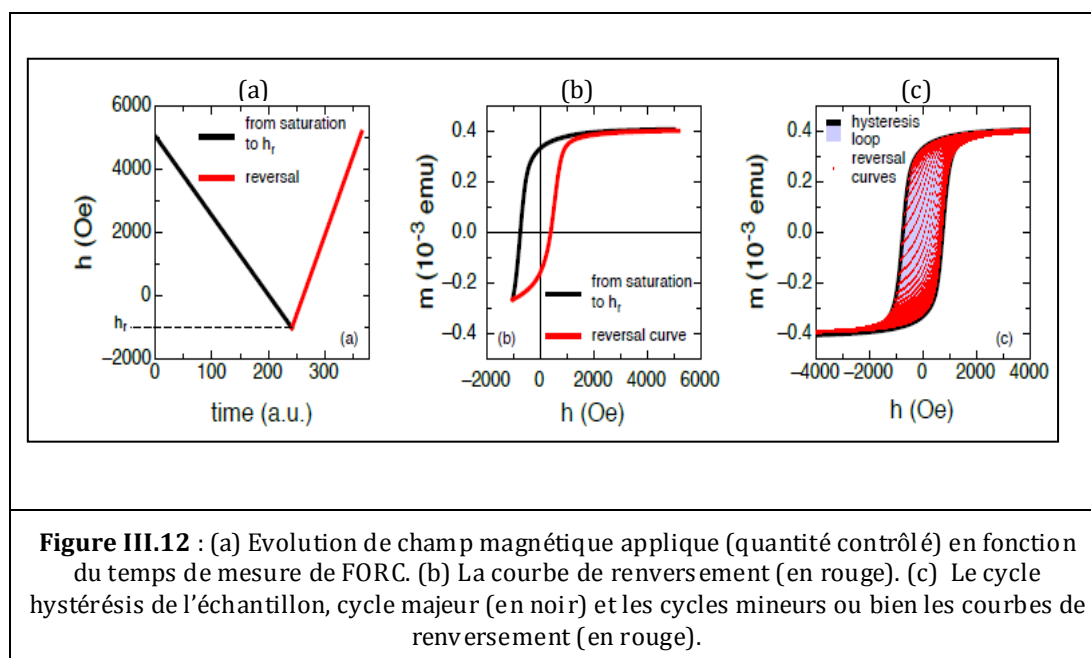 (a)
6000
4000
2000
0
−2000
h (Oe)
hr
from saturation
to hr
reversal
(a)
0 100 200 300
time (a.u.)
(b)
0.4
0.2
0.0
−0.2
−0.4
m (10-3 emu)
from saturation
to hr
reversal curve
(b)
−2000 0 2000 4000 6000
h (Oe)
(c)
0.4
0.2
0.0
−0.2
−0.4
m (10-3 emu)
hysteresis
loop
reversal
curves
(c)
−4000 −2000 0 2000 4000
h (Oe)
Figure III.12 : (a) Evolution de champ magnétique applique (quantité contrôlé) en fonction
du temps de mesure de FORC. (b) La courbe de renversement (en rouge). (c) Le cycle
hystérésis de l’échantillon, cycle majeur (en noir) et les cycles mineurs ou bien les courbes de
renversement (en rouge).